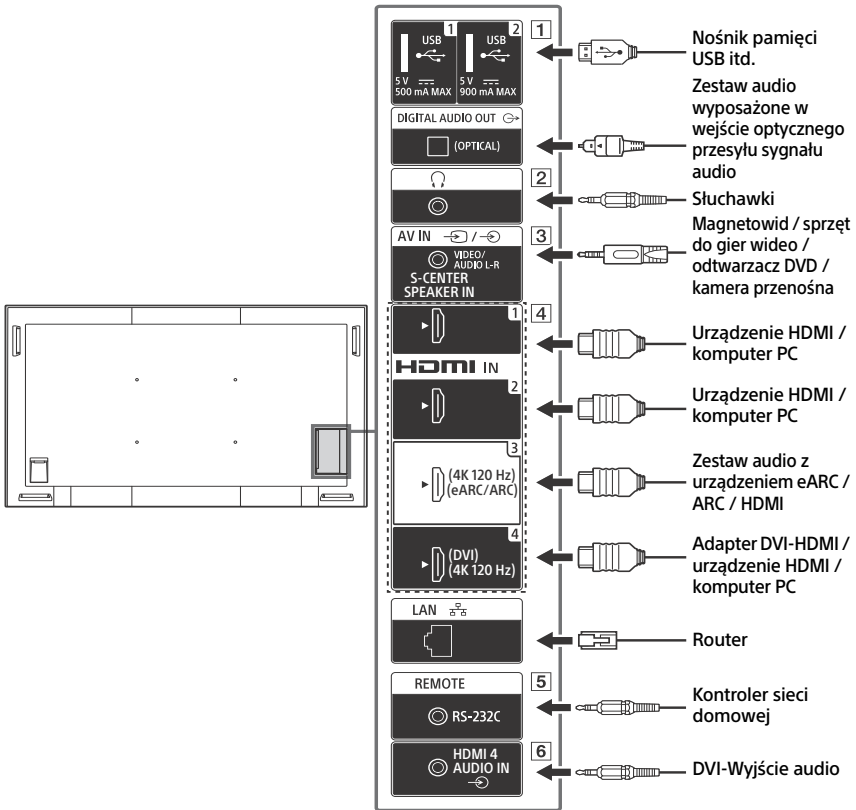 1
USB
5 V
500 mA MAX
2
USB
5 V
900 mA MAX
1
Nośnik pamięci
USB itd.
DIGITAL AUDIO OUT
(OPTICAL)
Zestaw audio
wyposażone w
wejście optycznego
przesyłu sygnału
audio
2
Słuchawki
AV IN /
VIDEO/
AUDIO L-R
S-CENTER
SPEAKER IN
3
Magnetowid / sprzęt
do gier wideo /
odtwarzacz DVD /
kamera przenośna
1
4
Urządzenie HDMI /
komputer PC
HDMI IN
2
Urządzenie HDMI /
komputer PC
3
(4K 120 Hz)
(eARC/ARC)
Zestaw audio z
urządzeniem eARC /
ARC / HDMI
4
(DVI)
(4K 120 Hz)
Adapter DVI-HDMI /
urządzenie HDMI /
komputer PC
LAN
Router
REMOTE
RS-232C
5
Kontroler sieci
domowej
HDMI 4
AUDIO IN
6
DVI-Wyjście audio